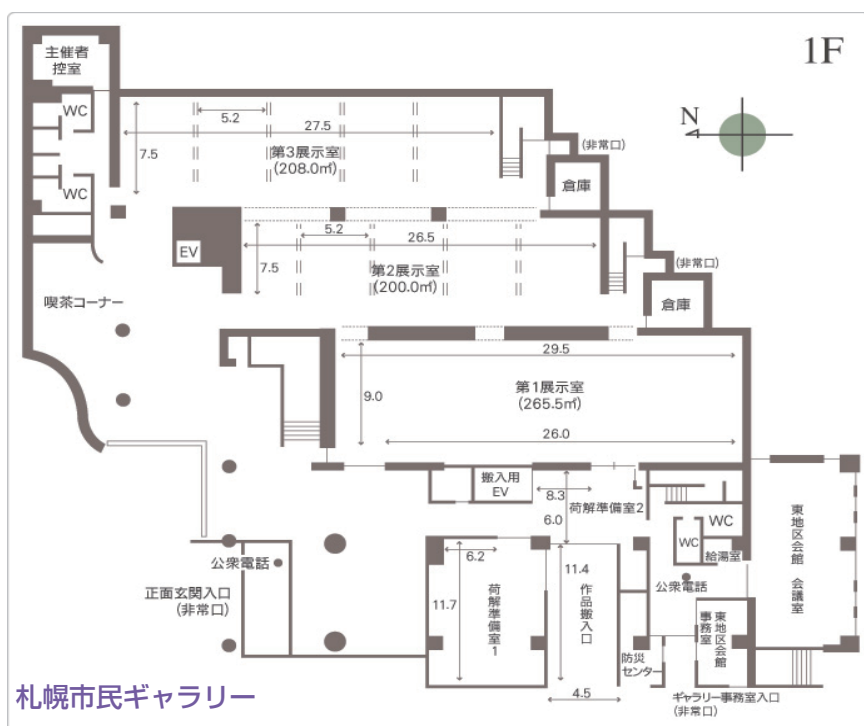 1F
主催者
控室
WC
5.2
27.5
N
7.5
第3展示室
(208.0㎡)
(非常口)
倉庫
WC
5.2
26.5
EV
7.5
第2展示室
(200.0㎡)
(非常口)
倉庫
喫茶コーナー
29.5
9.0
第1展示室
(265.5㎡)
26.0
搬入用
EV
8.3
荷解準備室2
6.0
WC
WC
給湯室
東地区会館 会議室
公衆電話
6.2
11.4
公衆電話
正面玄関入口
(非常口)
11.7
荷解準備室1
作品搬入口
東地区会館
事務室
防災
センター
4.5
ギャラリー事務室入口
(非常口)
札幌市民ギャラリー